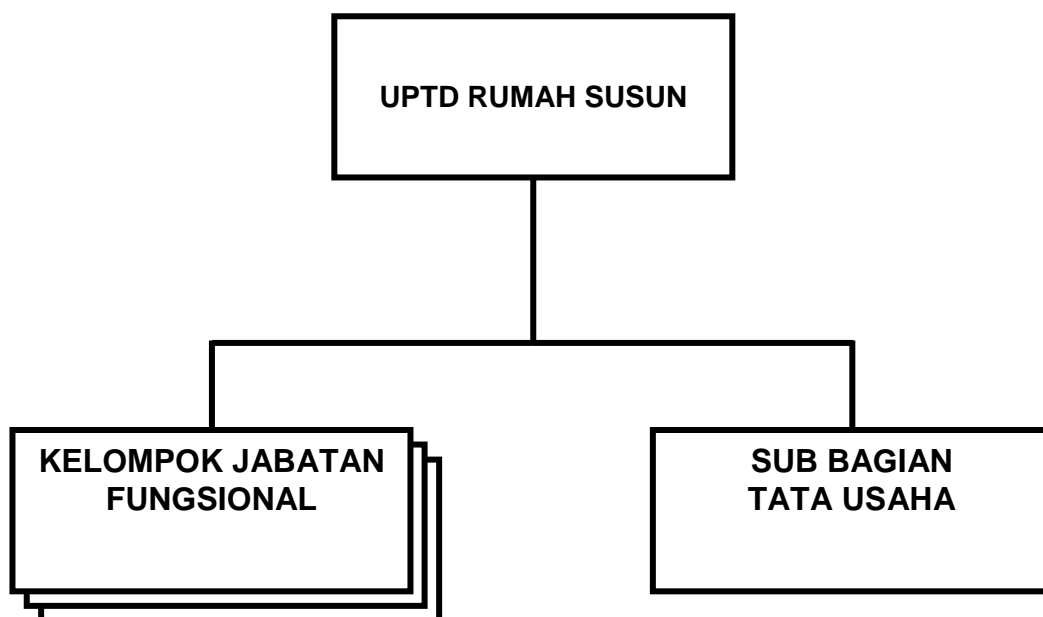 UPTD RUMAH SUSUN
KELOMPOK JABATAN
FUNGSIONAL
SUB BAGIAN
TATA USAHA